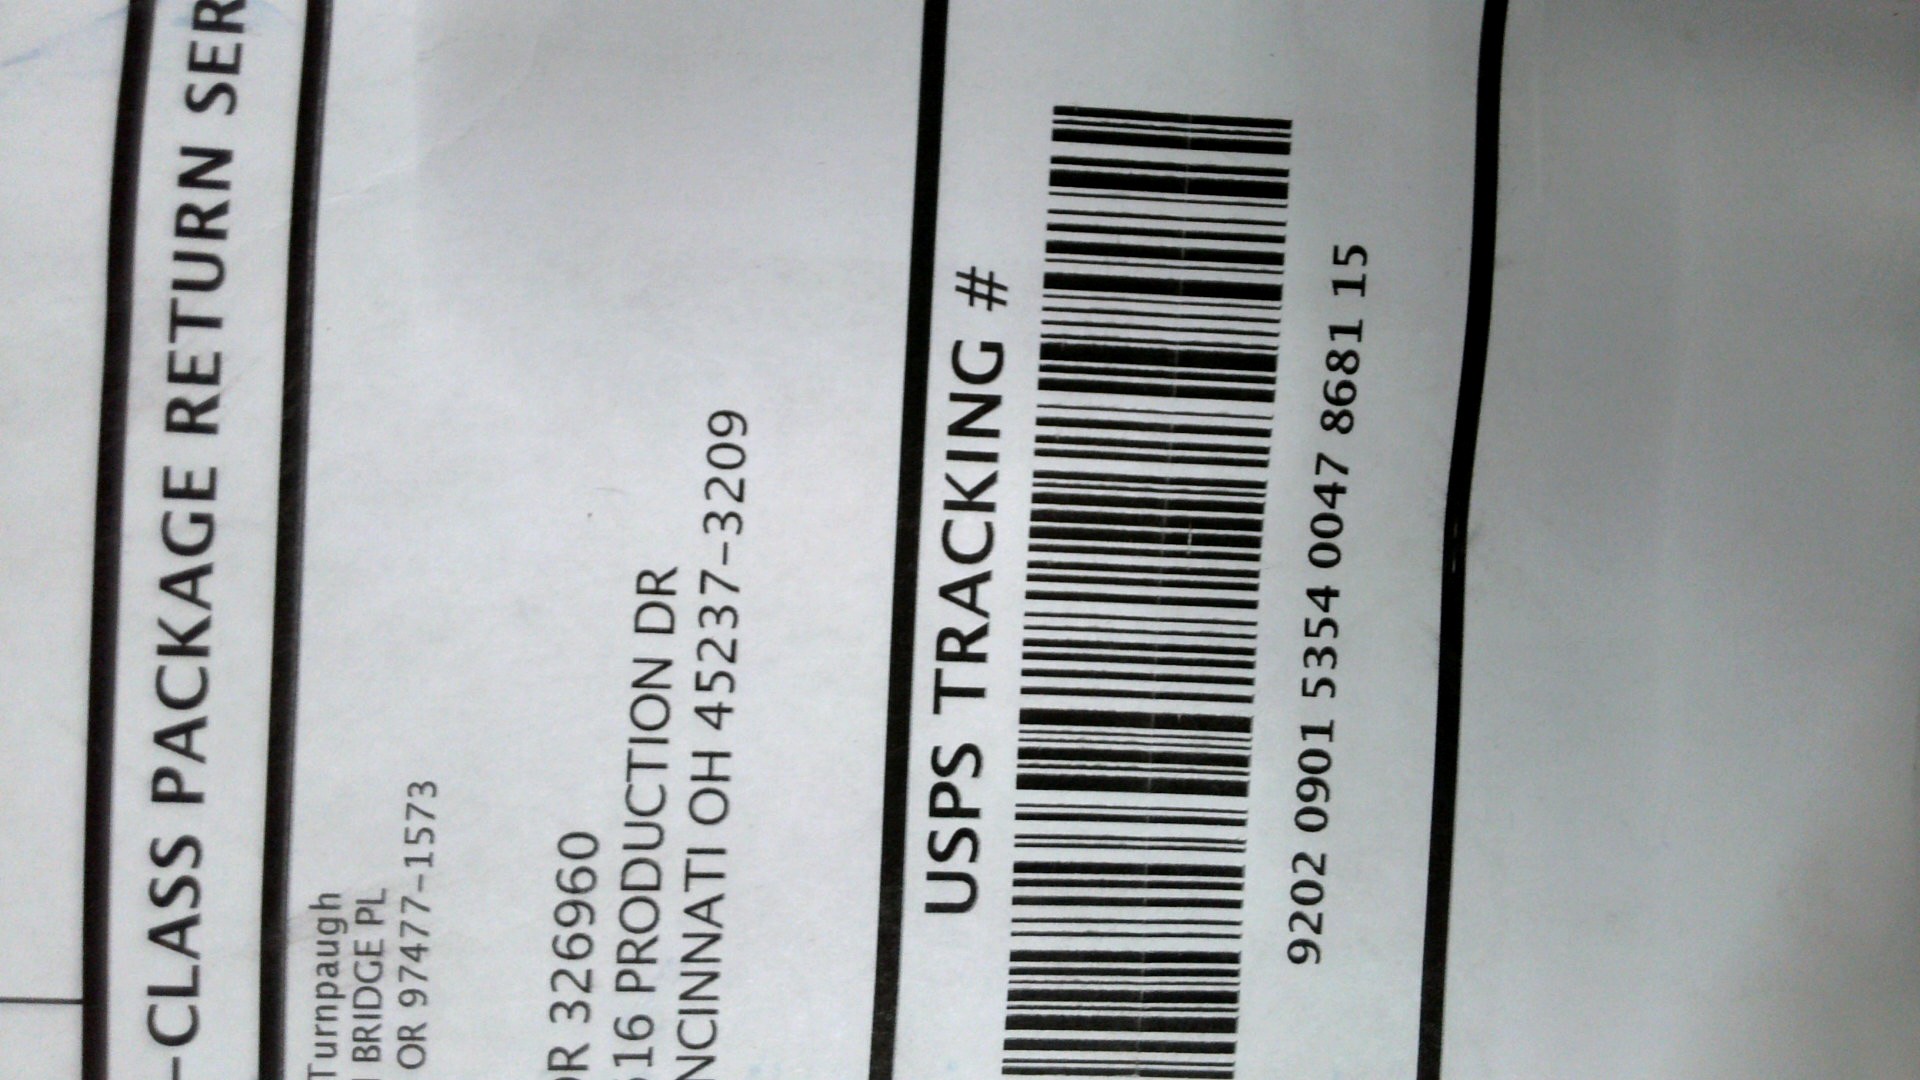 -CLASS PACKAGE RETURN SER
Turnpaugh
BRIDGE PL
OR 97477-1573
OR 326960
16 PRODUCTION DR
NCINNATI OH 45237-3209
USPS TRACKING #
9202 0901 5354 0047 8681 15